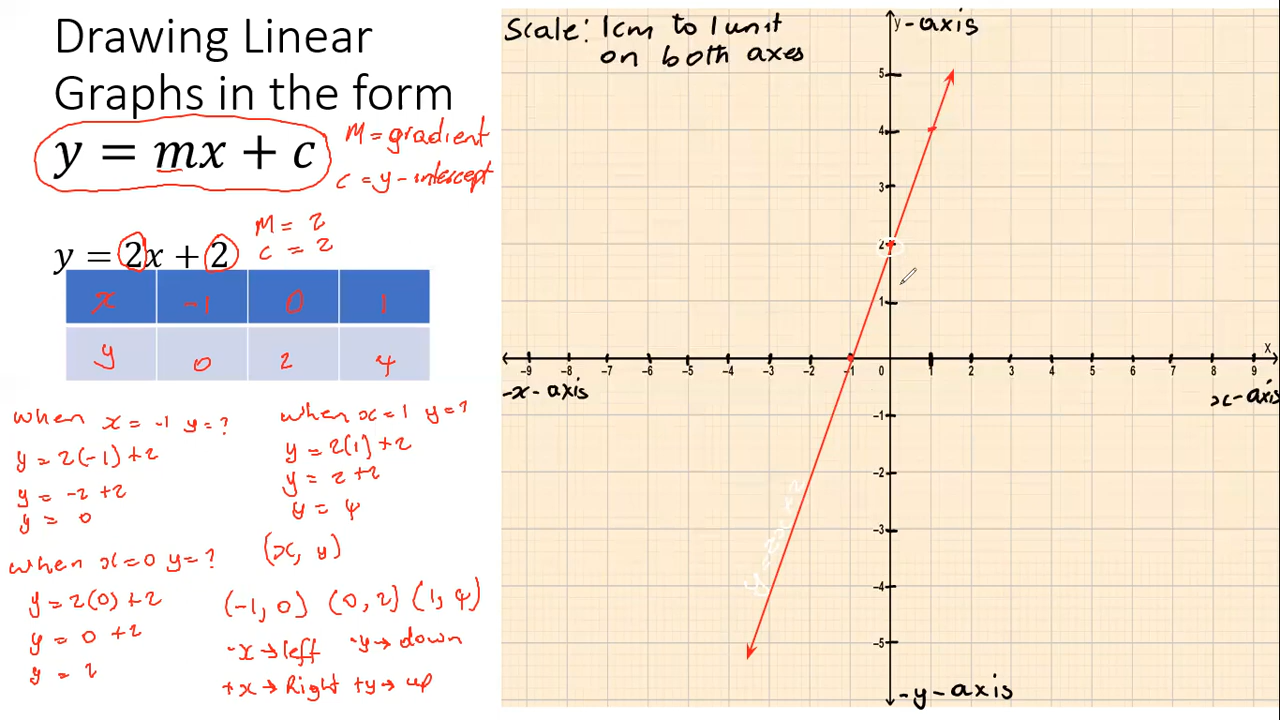 Drawing Linear
Graphs in the form
y = mx + c
M = gradient
c = y-intercept
y = 2x + 2
M = 2
c = 2
x -1 0 1
y 0 2 4
when x = -1 y = ?
y = 2(-1) + 2
y = -2 + 2
y = 0
when x = 1 y = ?
y = 2(1) + 2
y = 2 + 2
y = 4
when x = 0 y = ?
y = 2(0) + 2
y = 0 + 2
y = 2
(x, y)
(-1, 0) (0, 2) (1, 4)
-x → left -y → down
+x → Right +y → up
Scale: 1cm to 1 unit
on both axes
y-axis
5
4
3
2
1
x
-9 -8 -7 -6 -5 -4 -3 -2 -1 0 1 2 3 4 5 6 7 8 9
-x-axis
x-axis
-1
-2
-3
-4
-5
y = 2x + 2
-y-axis